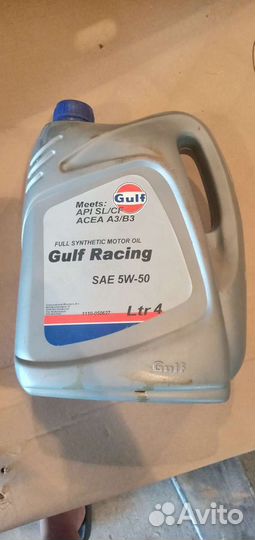 Gulf
Meets:
API SL/CF
ACEA A3/B3
FULL SYNTHETIC MOTOR OIL
Gulf Racing
SAE 5W-50
Ltr 4
Gulf
Avito